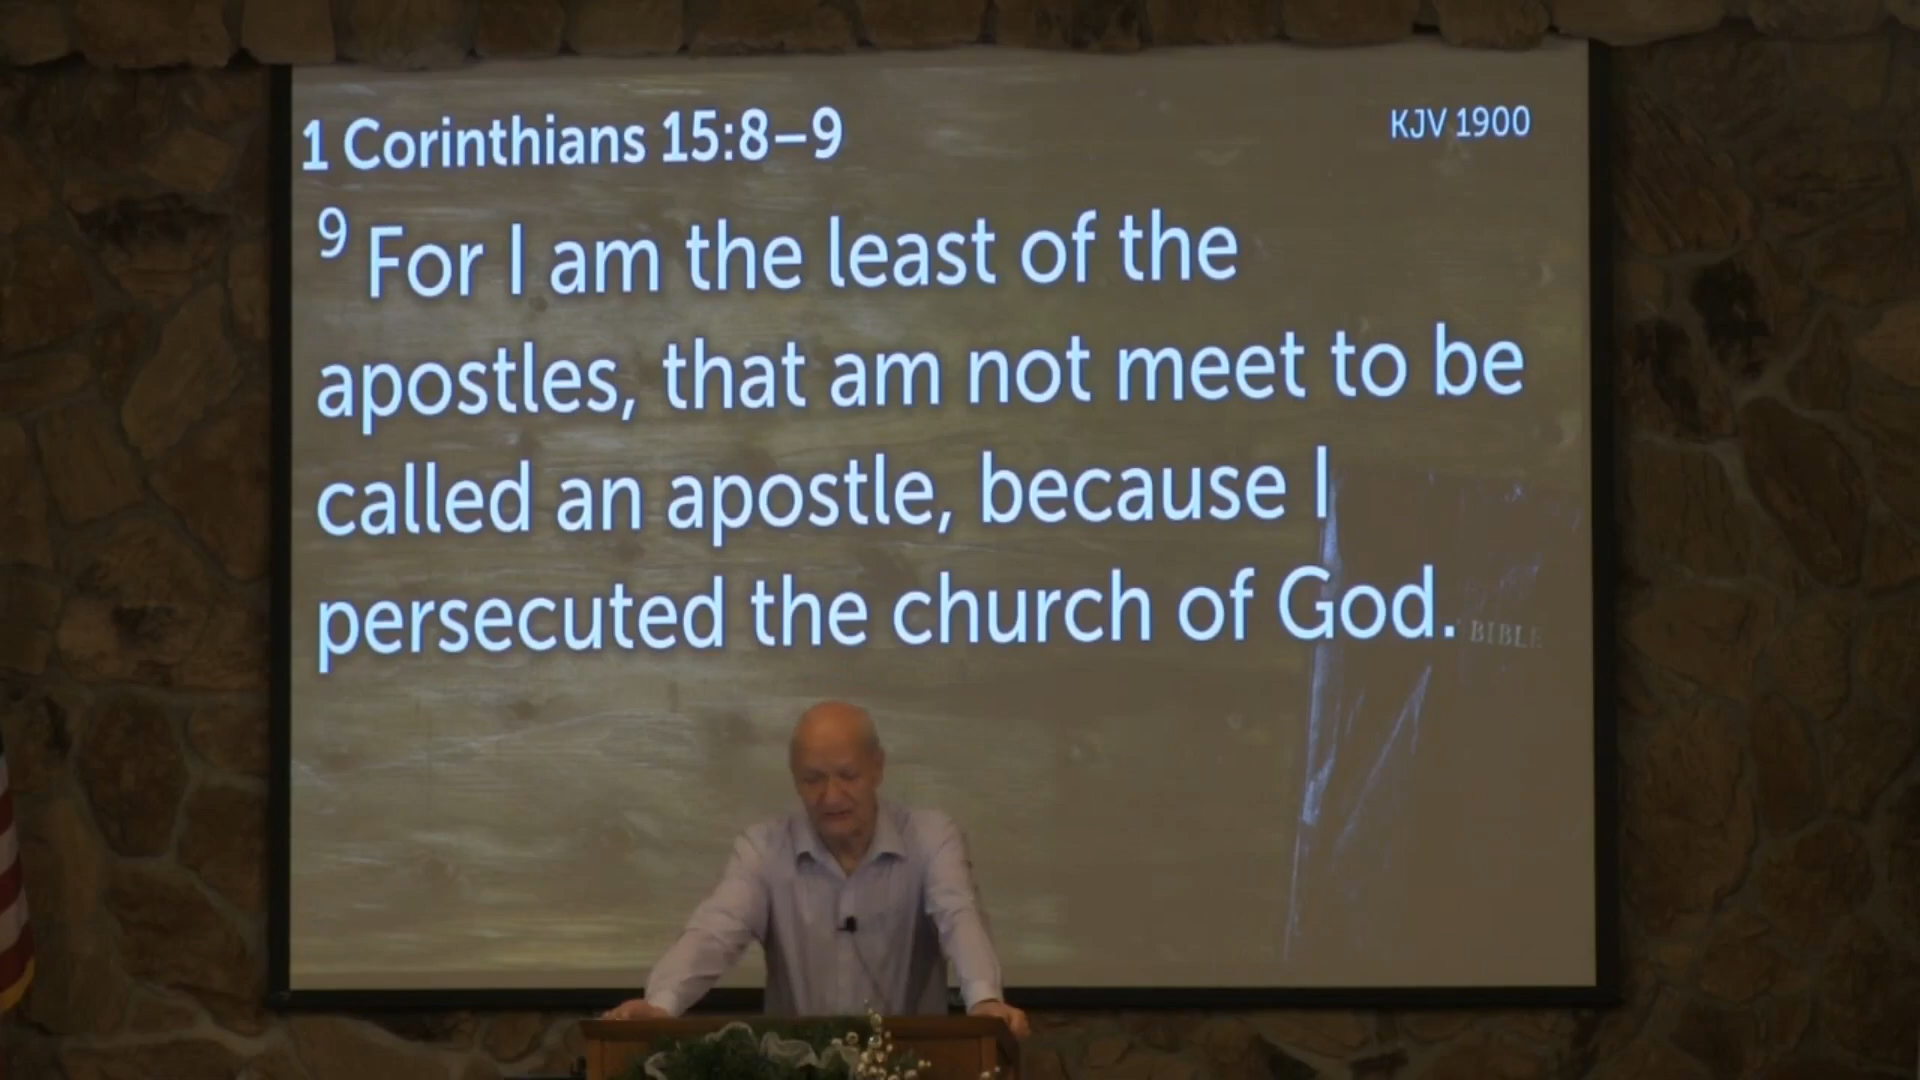 1 Corinthians 15:8–9
KJV 1900
9 For I am the least of the
apostles, that am not meet to be
called an apostle, because I
persecuted the church of God.
BIBLE